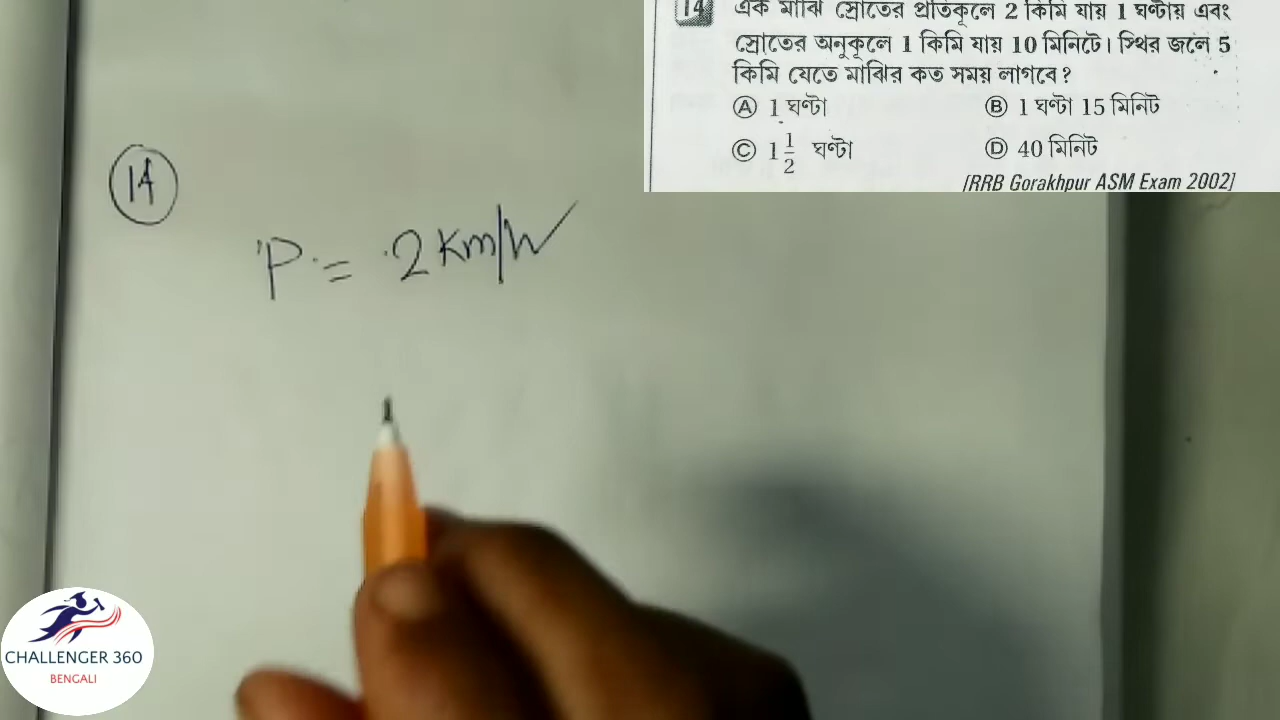 14 এক মাঝি স্রোতের প্রতিকূলে 2 কিমি যায় 1 ঘণ্টায় এবং
স্রোতের অনুকূলে 1 কিমি যায় 10 মিনিটে। স্থির জলে 5
কিমি যেতে মাঝির কত সময় লাগবে?
Ⓐ 1 ঘণ্টা Ⓑ 1 ঘণ্টা 15 মিনিট
Ⓒ 1 1/2 ঘণ্টা Ⓓ 40 মিনিট
[RRB Gorakhpur ASM Exam 2002]
14
P = 2 km/h
CHALLENGER 360
BENGALI